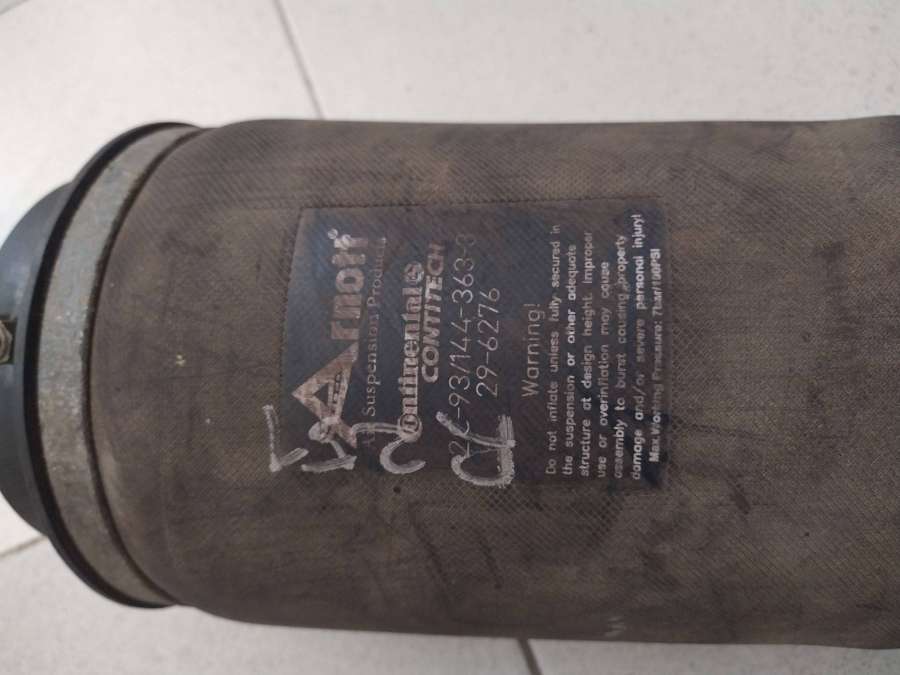 Arnott®
Suspension Products
Continental
CONTITECH
-93/144-363-3
29-6276
Warning!
Do not inflate unless fully secured in
the suspension or other adequate
structure at design height. Improper
use or overinflation may cause
assembly to burst causing property
damage and/or severe personal injury!
Max Working Pressure: 7bar/100PSI